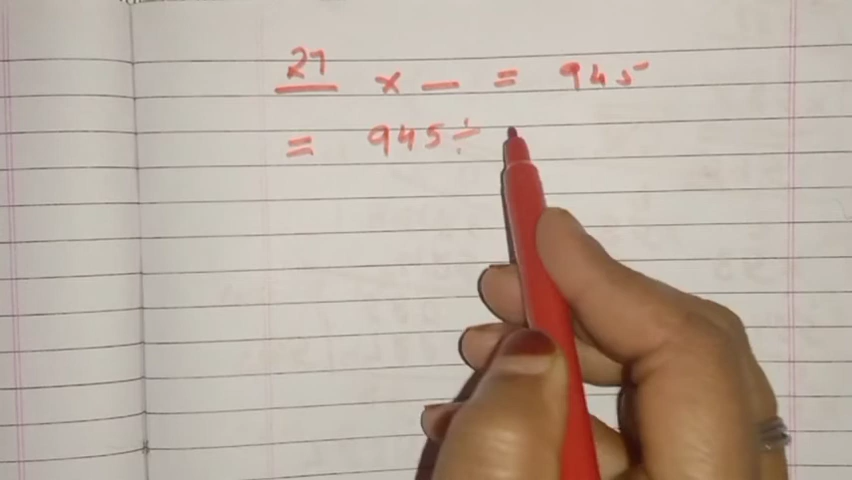 27 × _ = 945
= 945 ÷